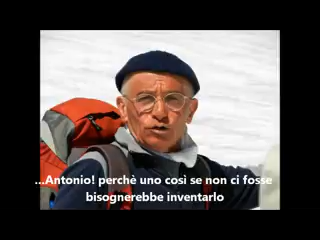 ...Antonio! perchè uno così se non ci fosse
bisognerebbe inventarlo